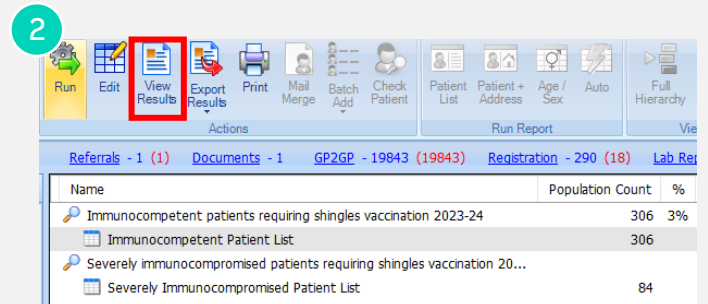 2
Run Edit View Results Export Results Print Mail Merge Batch Add Check Patient Patient List Patient + Address Age / Sex Auto Full Hierarchy
Actions Run Report Vie
Referrals - 1 (1) Documents - 1 GP2GP - 19843 (19843) Registration - 290 (18) Lab Rep
Name Population Count %
Immunocompetent patients requiring shingles vaccination 2023-24 306 3%
Immunocompetent Patient List 306
Severely immunocompromised patients requiring shingles vaccination 20...
Severely Immunocompromised Patient List 84